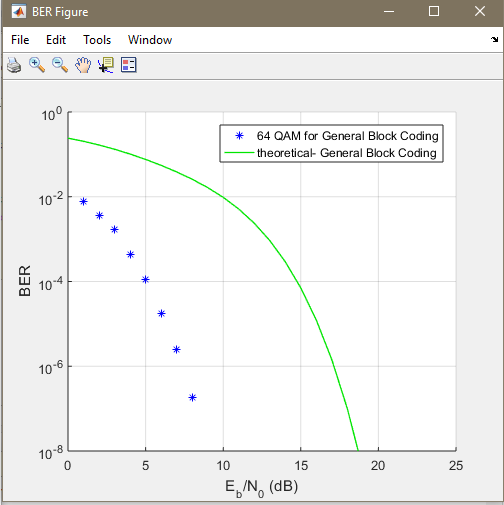 BER Figure
File Edit Tools Window
10^0
64 QAM for General Block Coding
theoretical- General Block Coding
10^-2
BER
10^-4
10^-6
10^-8
0 5 10 15 20 25
E_b/N_0 (dB)